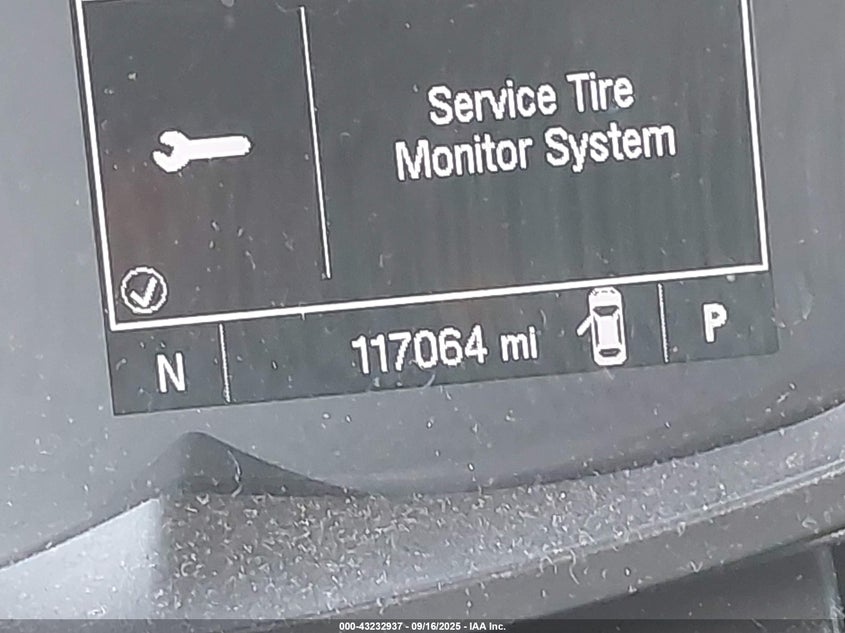 Service Tire
Monitor System
N
117064 mi
P
000-43232937 - 09/16/2025 - IAA Inc.